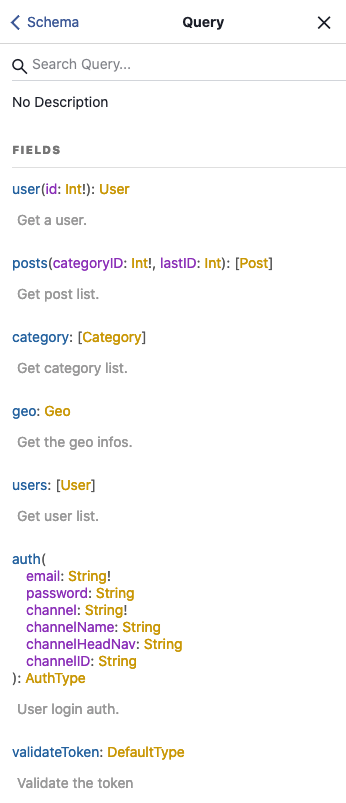 Schema
Query
Search Query...
No Description
FIELDS
user(id: Int!): User
Get a user.
posts(categoryID: Int!, lastID: Int): [Post]
Get post list.
category: [Category]
Get category list.
geo: Geo
Get the geo infos.
users: [User]
Get user list.
auth(
email: String!
password: String
channel: String!
channelName: String
channelHeadNav: String
channelID: String
): AuthType
User login auth.
validateToken: DefaultType
Validate the token